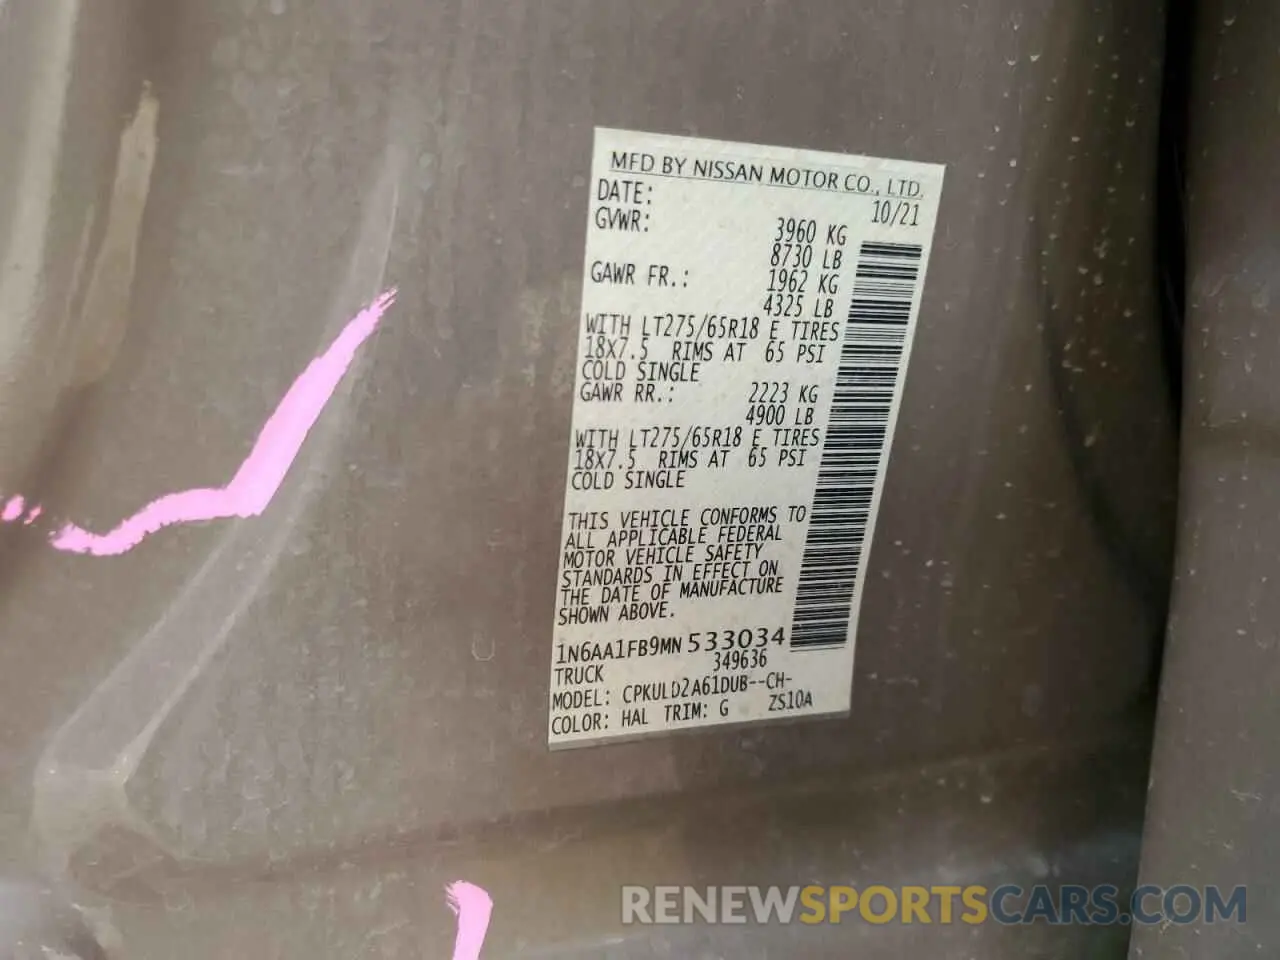 MFD BY NISSAN MOTOR CO., LTD.
DATE: 10/21
GVWR: 3960 KG
8730 LB
GAWR FR.: 1962 KG
4325 LB
WITH LT275/65R18 E TIRES
18X7.5 RIMS AT 65 PSI
COLD SINGLE
GAWR RR.: 2223 KG
4900 LB
WITH LT275/65R18 E TIRES
18X7.5 RIMS AT 65 PSI
COLD SINGLE
THIS VEHICLE CONFORMS TO
ALL APPLICABLE FEDERAL
MOTOR VEHICLE SAFETY
STANDARDS IN EFFECT ON
THE DATE OF MANUFACTURE
SHOWN ABOVE.
1N6AA1FB9MN 533034
TRUCK 349636
MODEL: CPKULD2A61DUB--CH-
COLOR: HAL TRIM: G ZS10A
RENEWSPORTSCARS.COM